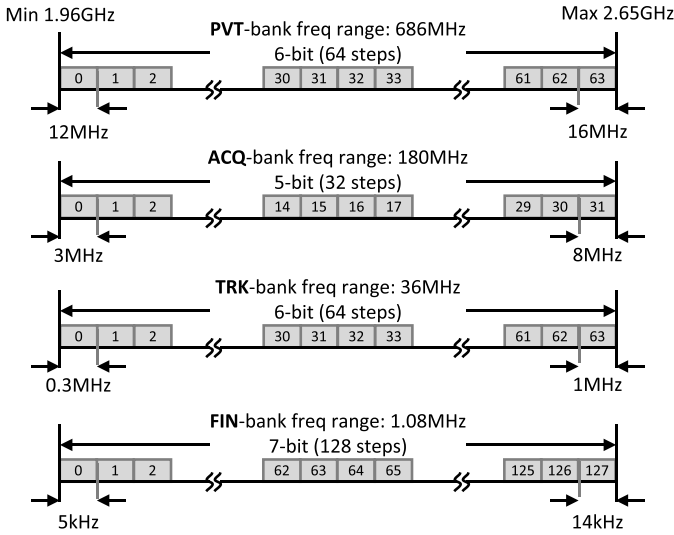 Min 1.96GHz
Max 2.65GHz
PVT-bank freq range: 686MHz
6-bit (64 steps)
0 1 2 30 31 32 33 61 62 63
12MHz 16MHz
ACQ-bank freq range: 180MHz
5-bit (32 steps)
0 1 2 14 15 16 17 29 30 31
3MHz 8MHz
TRK-bank freq range: 36MHz
6-bit (64 steps)
0 1 2 30 31 32 33 61 62 63
0.3MHz 1MHz
FIN-bank freq range: 1.08MHz
7-bit (128 steps)
0 1 2 62 63 64 65 125 126 127
5kHz 14kHz